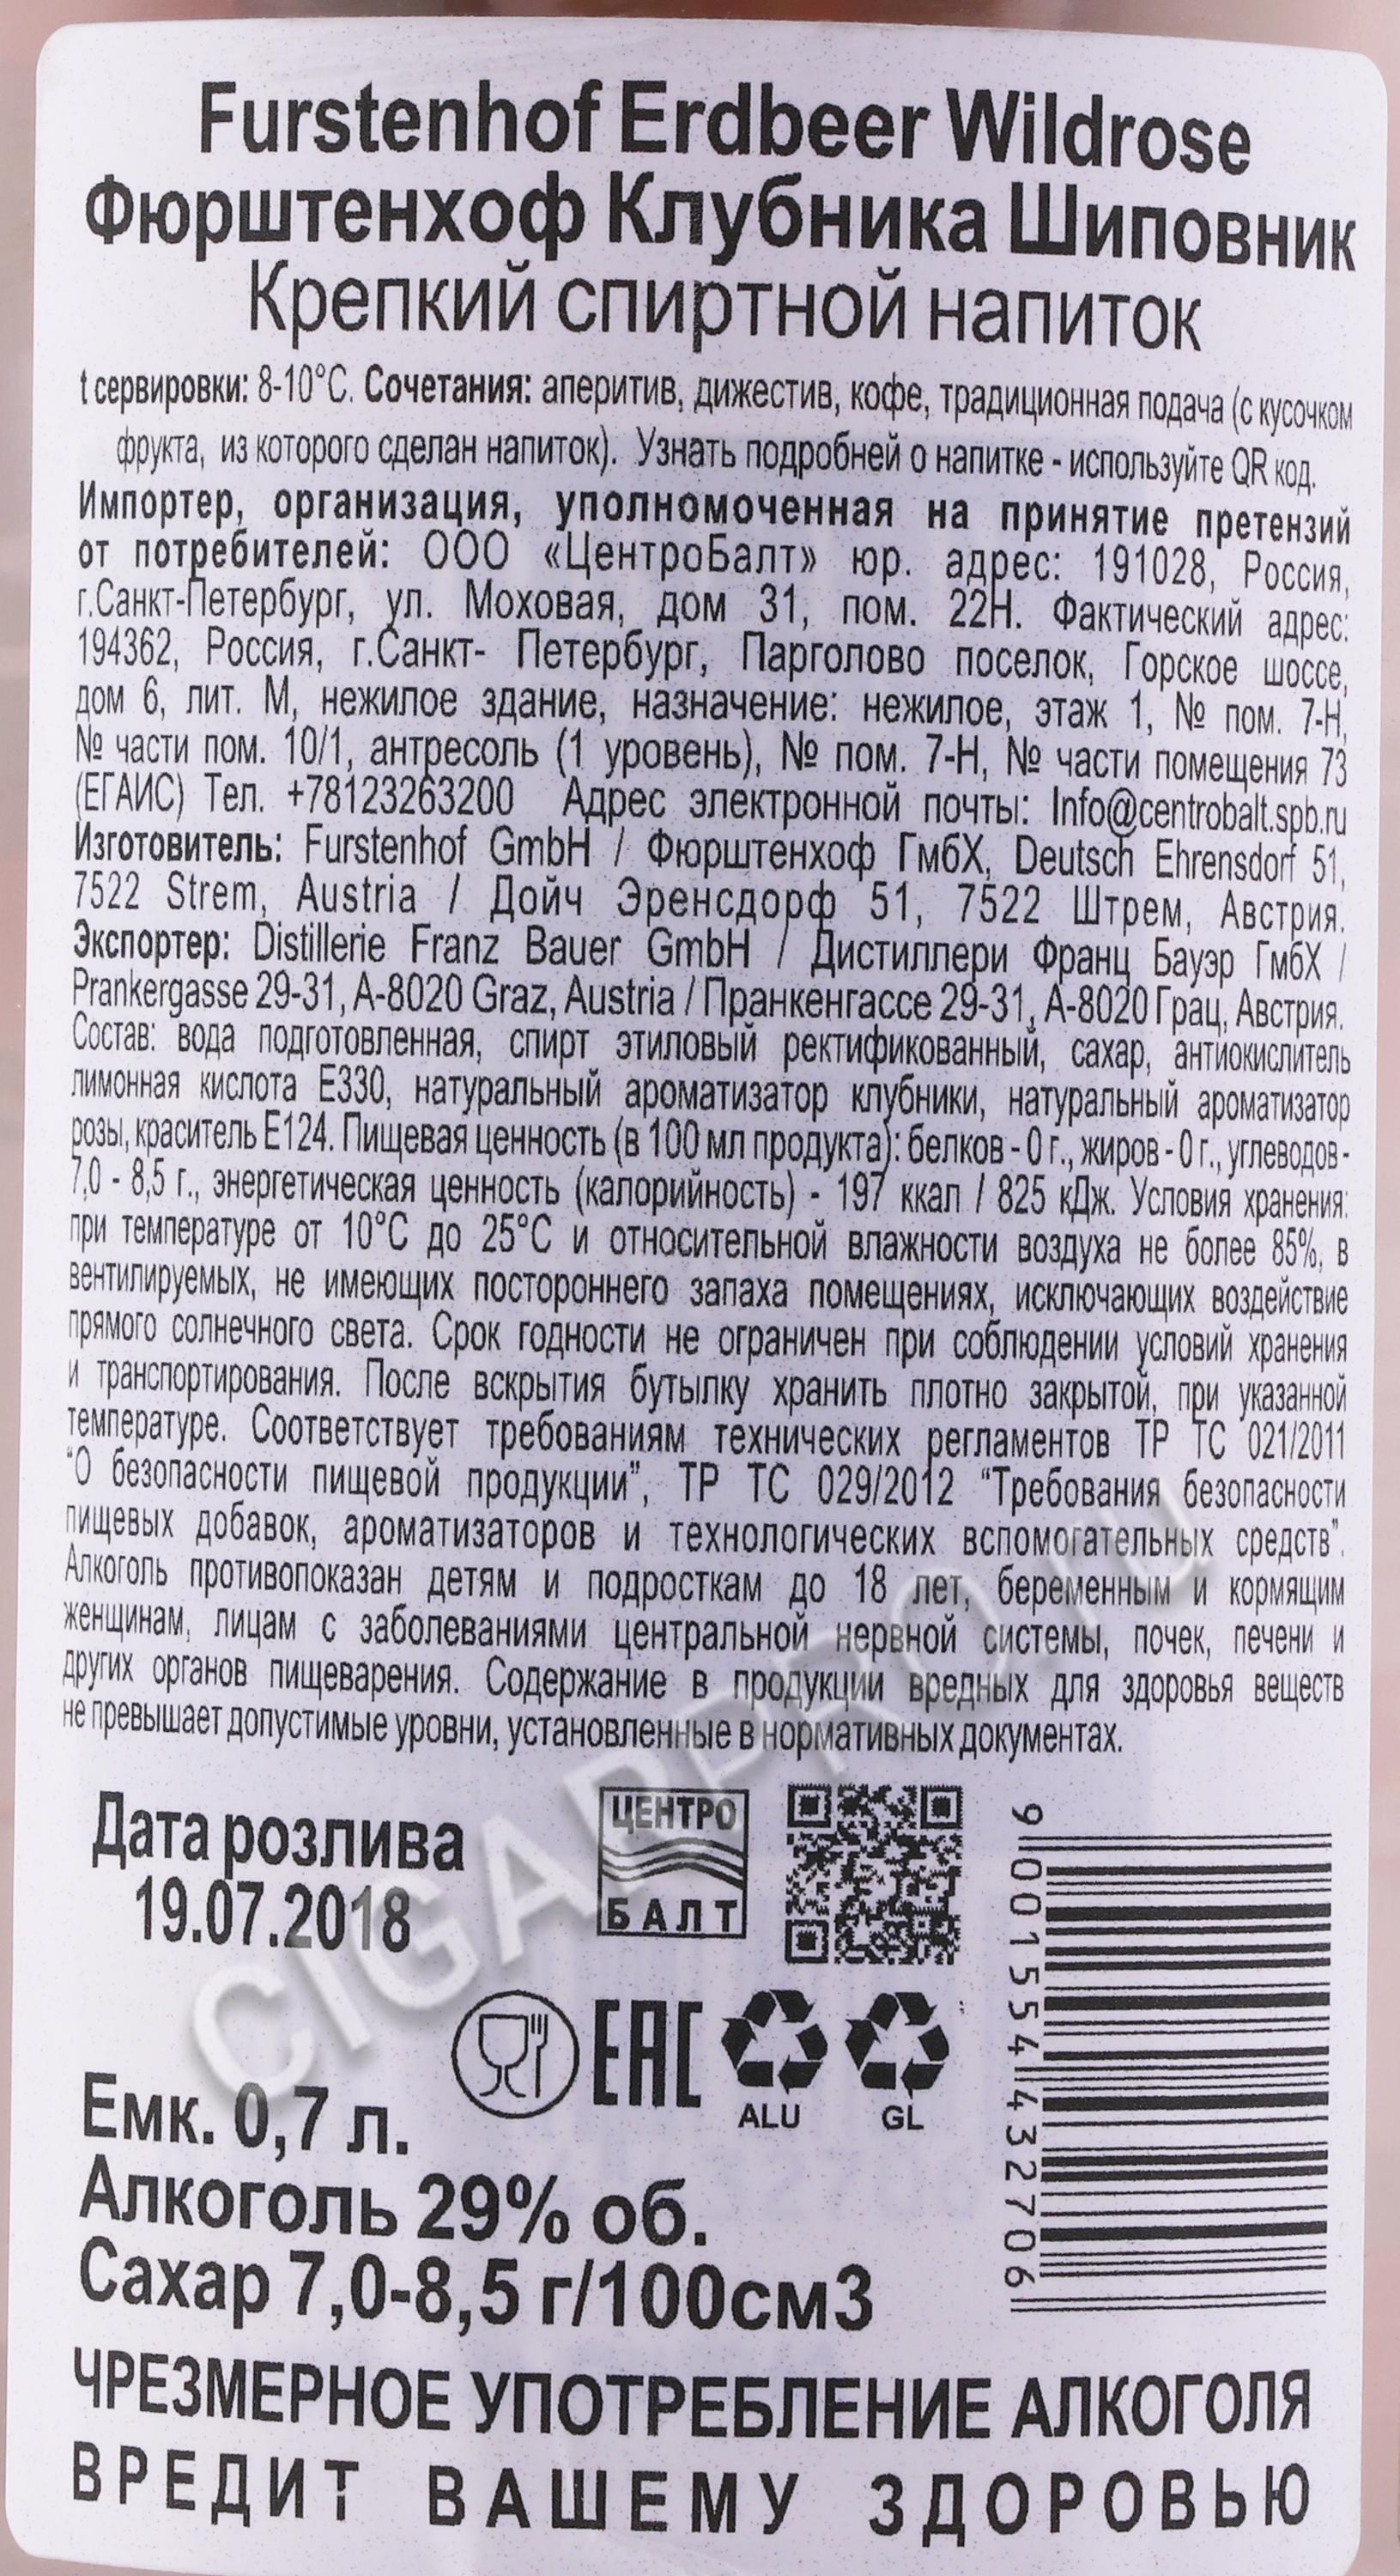 Furstenhof Erdbeer Wildrose
Фюрштенхоф Клубника Шиповник
Крепкий спиртной напиток
t сервировки: 8-10°C. Сочетания: аперитив, дижестив, кофе, традиционная подача (с кусочком
фрукта, из которого сделан напиток). Узнать подробней о напитке - используйте QR код.
Импортер, организация, уполномоченная на принятие претензий
от потребителей: ООО «ЦентроБалт» юр. адрес: 191028, Россия,
г.Санкт-Петербург, ул. Моховая, дом 31, пом. 22Н. Фактический адрес:
194362, Россия, г.Санкт- Петербург, Парголово поселок, Горское шоссе,
дом 6, лит. М, нежилое здание, назначение: нежилое, этаж 1, № пом. 7-Н,
№ части пом. 10/1, антресоль (1 уровень), № пом. 7-Н, № части помещения 73
(ЕГАИС) Тел. +78123263200 Адрес электронной почты: Info@centrobalt.spb.ru
Изготовитель: Furstenhof GmbH / Фюрштенхоф ГмбХ, Deutsch Ehrensdorf 51,
7522 Strem, Austria / Дойч Эренсдорф 51, 7522 Штрем, Австрия.
Экспортер: Distillerie Franz Bauer GmbH / Дистиллери Франц Бауэр ГмбХ /
Prankergasse 29-31, A-8020 Graz, Austria / Пранкенгассе 29-31, А-8020 Грац, Австрия.
Состав: вода подготовленная, спирт этиловый ректификованный, сахар, антиокислитель
лимонная кислота Е330, натуральный ароматизатор клубники, натуральный ароматизатор
розы, краситель Е124. Пищевая ценность (в 100 мл продукта): белков - 0 г., жиров - 0 г., углеводов -
7,0 - 8,5 г., энергетическая ценность (калорийность) - 197 ккал / 825 кДж. Условия хранения:
при температуре от 10°С до 25°С и относительной влажности воздуха не более 85%, в
вентилируемых, не имеющих постороннего запаха помещениях, исключающих воздействие
прямого солнечного света. Срок годности не ограничен при соблюдении условий хранения
и транспортирования. После вскрытия бутылку хранить плотно закрытой, при указанной
температуре. Соответствует требованиям технических регламентов ТР ТС 021/2011
“О безопасности пищевой продукции”, ТР ТС 029/2012 “Требования безопасности
пищевых добавок, ароматизаторов и технологических вспомогательных средств”.
Алкоголь противопоказан детям и подросткам до 18 лет, беременным и кормящим
женщинам, лицам с заболеваниями центральной нервной системы, почек, печени и
других органов пищеварения. Содержание в продукции вредных для здоровья веществ
не превышает допустимые уровни, установленные в нормативных документах.
Дата розлива
19.07.2018
ЦЕНТРО
БАЛТ
9 001554 432706
EAC
ALU
GL
Емк. 0,7 л.
Алкоголь 29% об.
Сахар 7,0-8,5 г/100см3
ЧРЕЗМЕРНОЕ УПОТРЕБЛЕНИЕ АЛКОГОЛЯ
ВРЕДИТ ВАШЕМУ ЗДОРОВЬЮ
CIGARPRO.ru